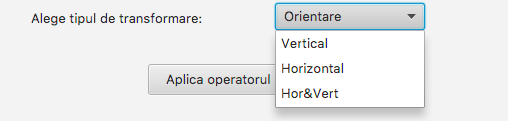 Alege tipul de transformare:
Orientare
Vertical
Horizontal
Hor&Vert
Aplica operatorul